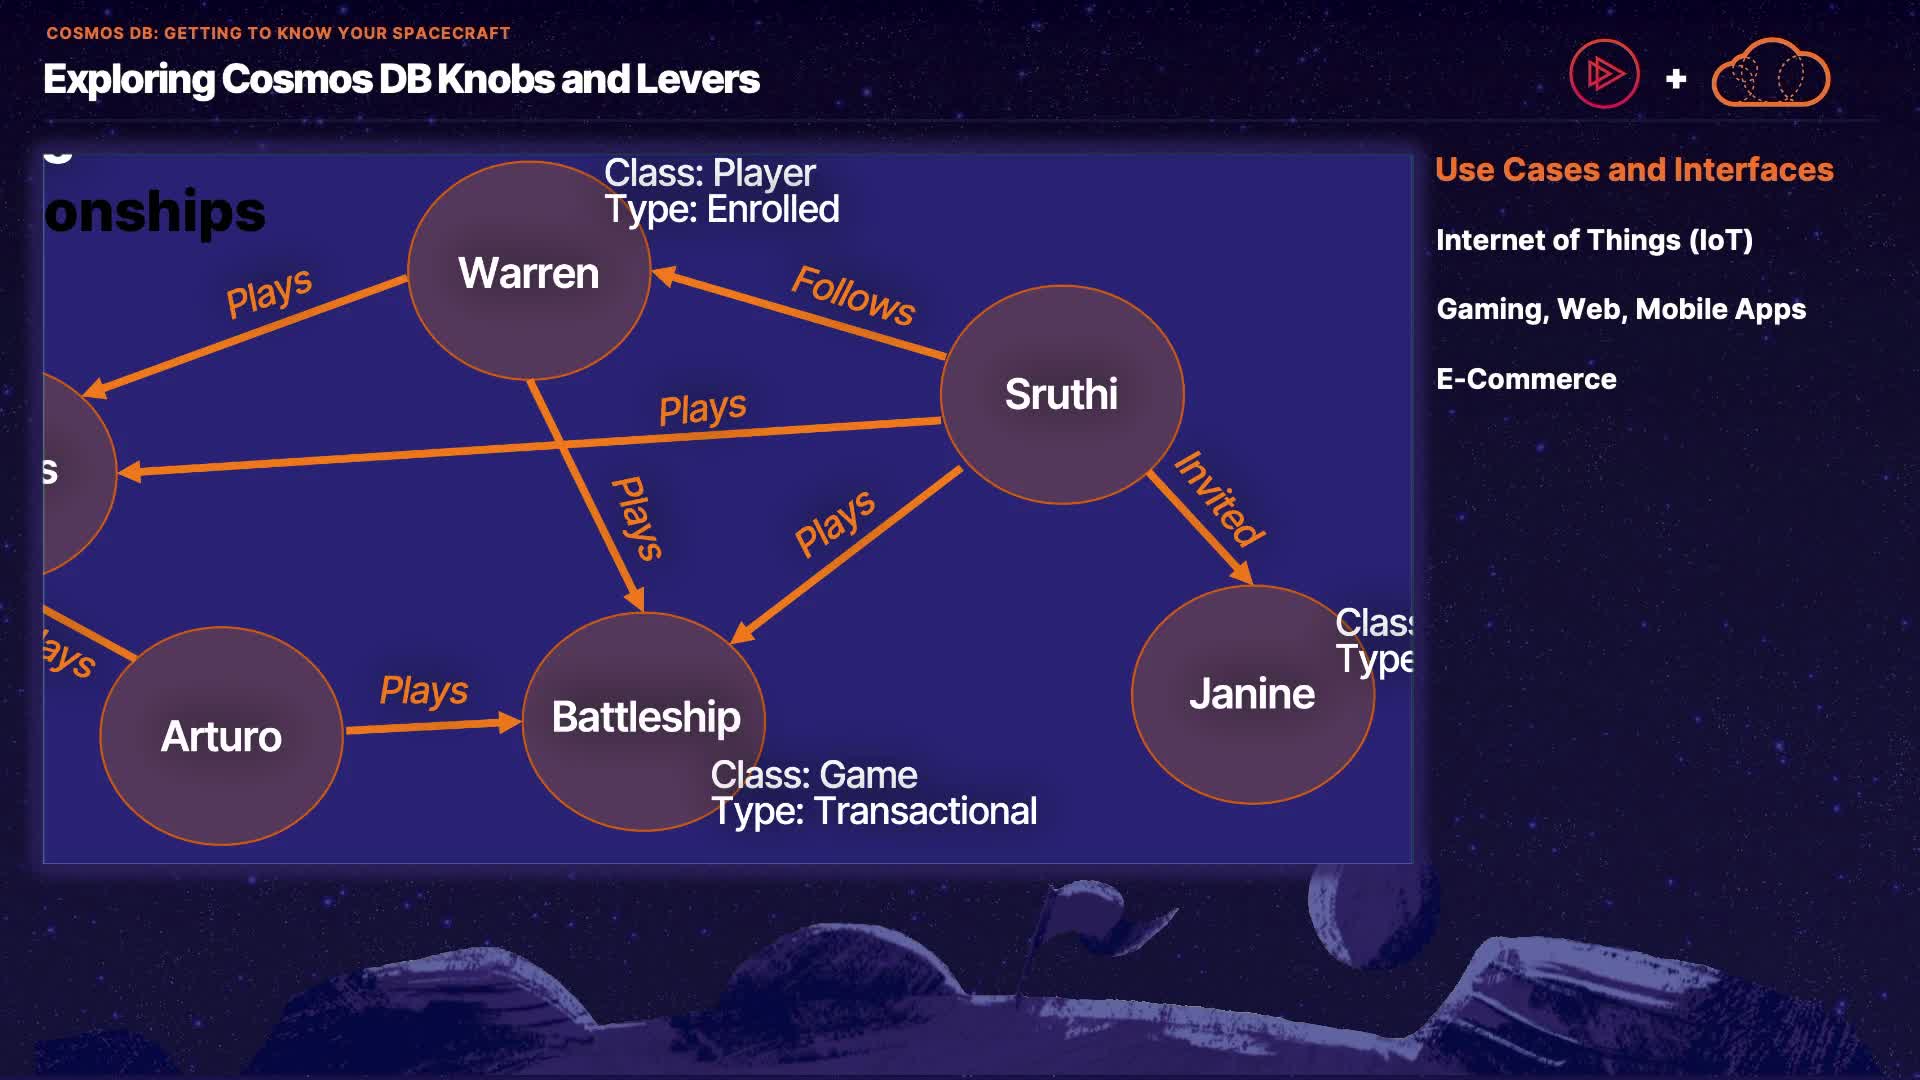 COSMOS DB: GETTING TO KNOW YOUR SPACECRAFT
Exploring Cosmos DB Knobs and Levers
+
onships
Class: Player
Type: Enrolled
Warren
Plays
Follows
Sruthi
Plays
s
Plays
Plays
Invited
lays
Arturo
Plays
Battleship
Class: Game
Type: Transactional
Janine
Class
Type
Use Cases and Interfaces
Internet of Things (IoT)
Gaming, Web, Mobile Apps
E-Commerce